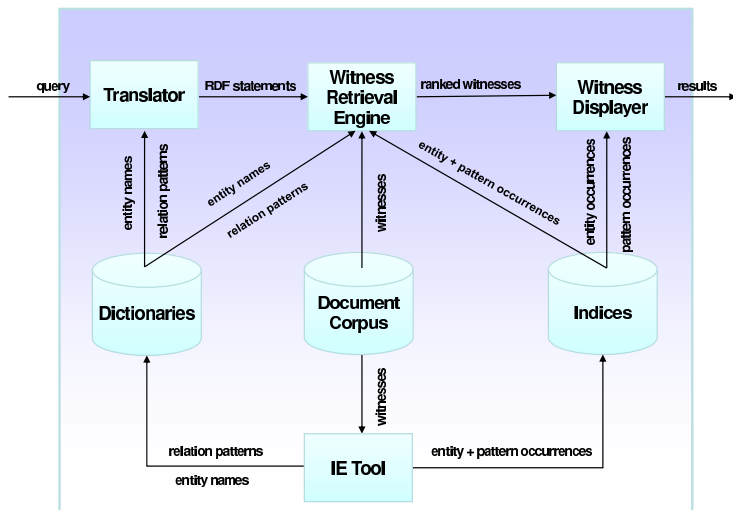 query
Translator
RDF statements
Witness
Retrieval
Engine
ranked witnesses
Witness
Displayer
results
entity names
relation patterns
entity names
relation patterns
witnesses
entity + pattern occurrences
entity occurrences
pattern occurrences
Dictionaries
Document
Corpus
Indices
witnesses
relation patterns
entity names
IE Tool
entity + pattern occurrences